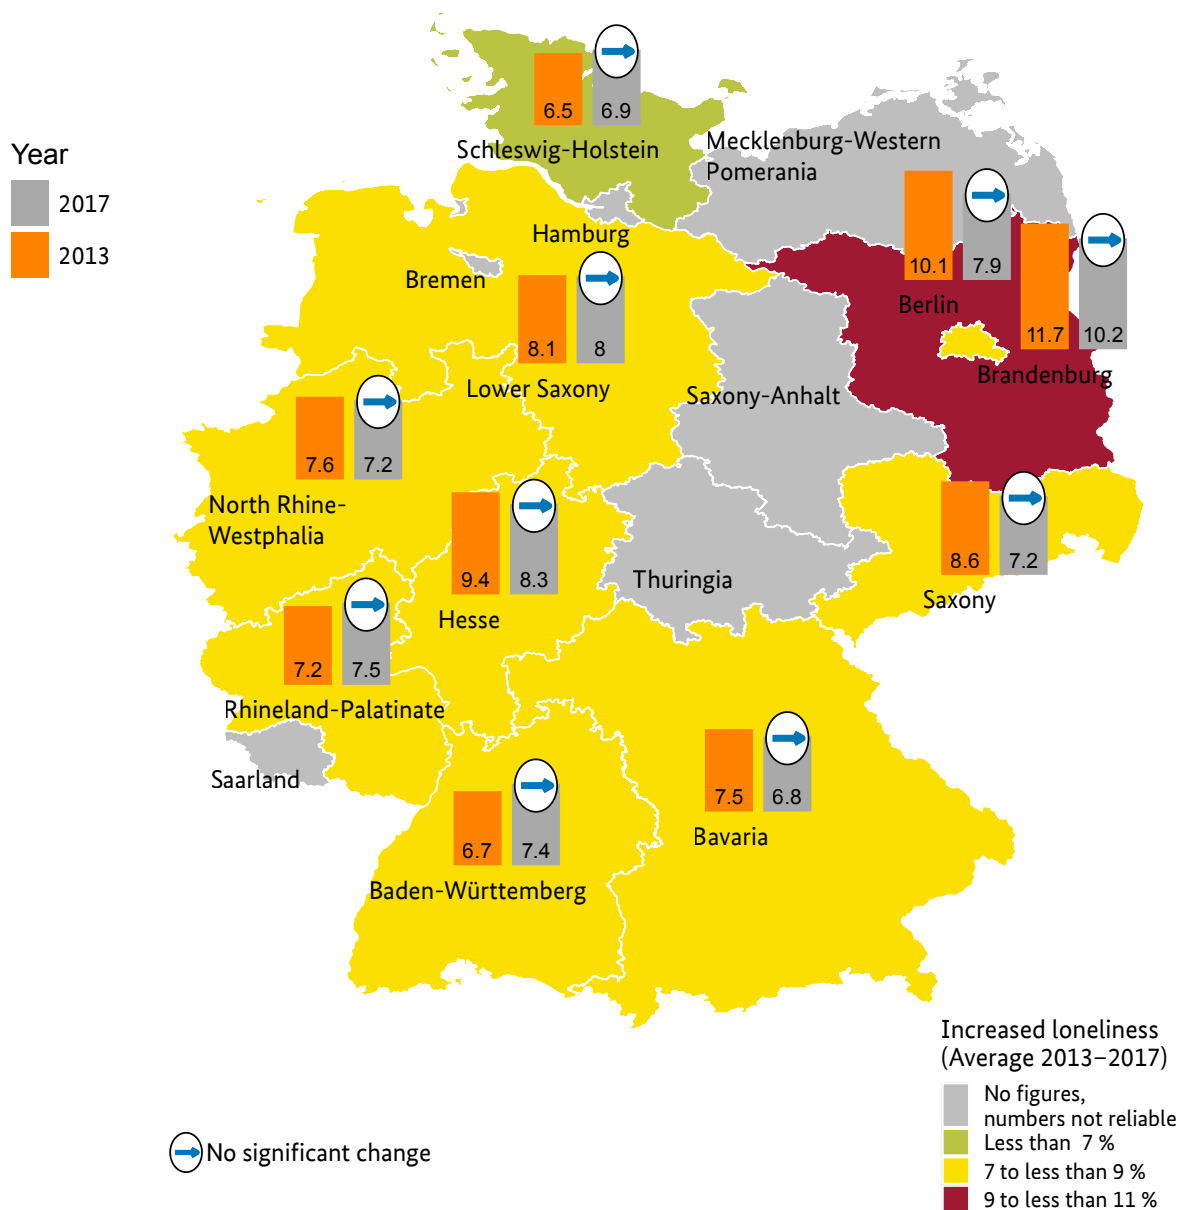 6.5
6.9
Schleswig-Holstein
Mecklenburg-Western
Pomerania
Year
2017
2013
Hamburg
Bremen
10.1
7.9
Berlin
11.7
10.2
Brandenburg
8.1
8
Lower Saxony
Saxony-Anhalt
7.6
7.2
North Rhine-
Westphalia
9.4
8.3
Hesse
Thuringia
8.6
7.2
Saxony
7.2
7.5
Rhineland-Palatinate
Saarland
7.5
6.8
Bavaria
6.7
7.4
Baden-Württemberg
Increased loneliness
(Average 2013–2017)
No figures,
numbers not reliable
Less than 7 %
7 to less than 9 %
9 to less than 11 %
No significant change